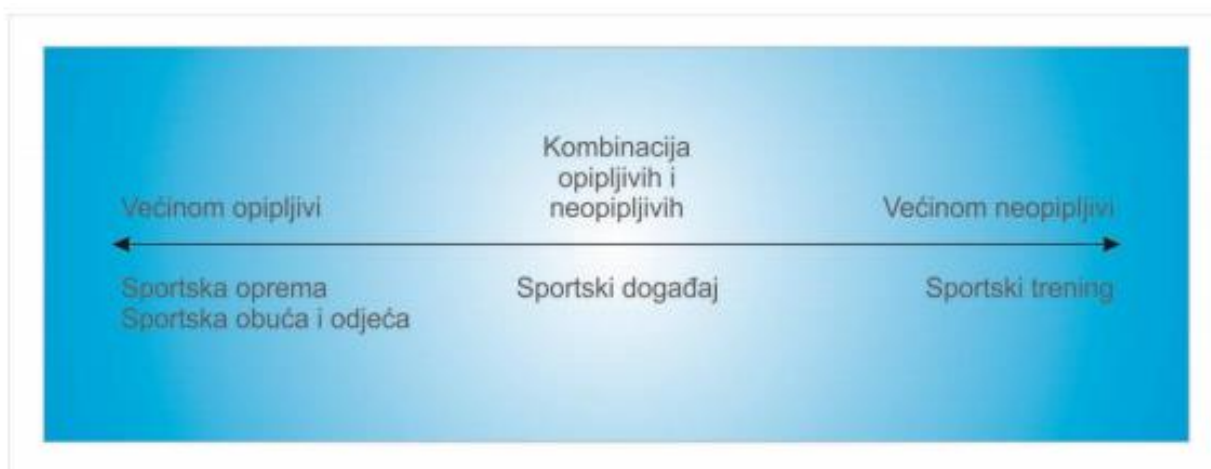 Kombinacija
opipljivih i
neopipljivih
Većinom opipljivi
Većinom neopipljivi
Sportska oprema
Sportska obuća i odjeća
Sportski događaj
Sportski trening